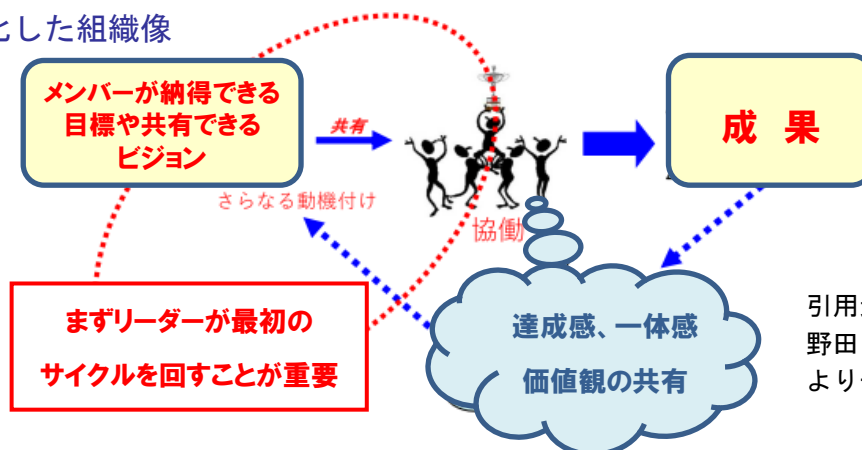 とした組織像
メンバーが納得できる
目標や共有できる
ビジョン
共有
成 果
さらなる動機付け
協働
まずリーダーが最初の
サイクルを回すことが重要
達成感、一体感
価値観の共有
引用
野田
より